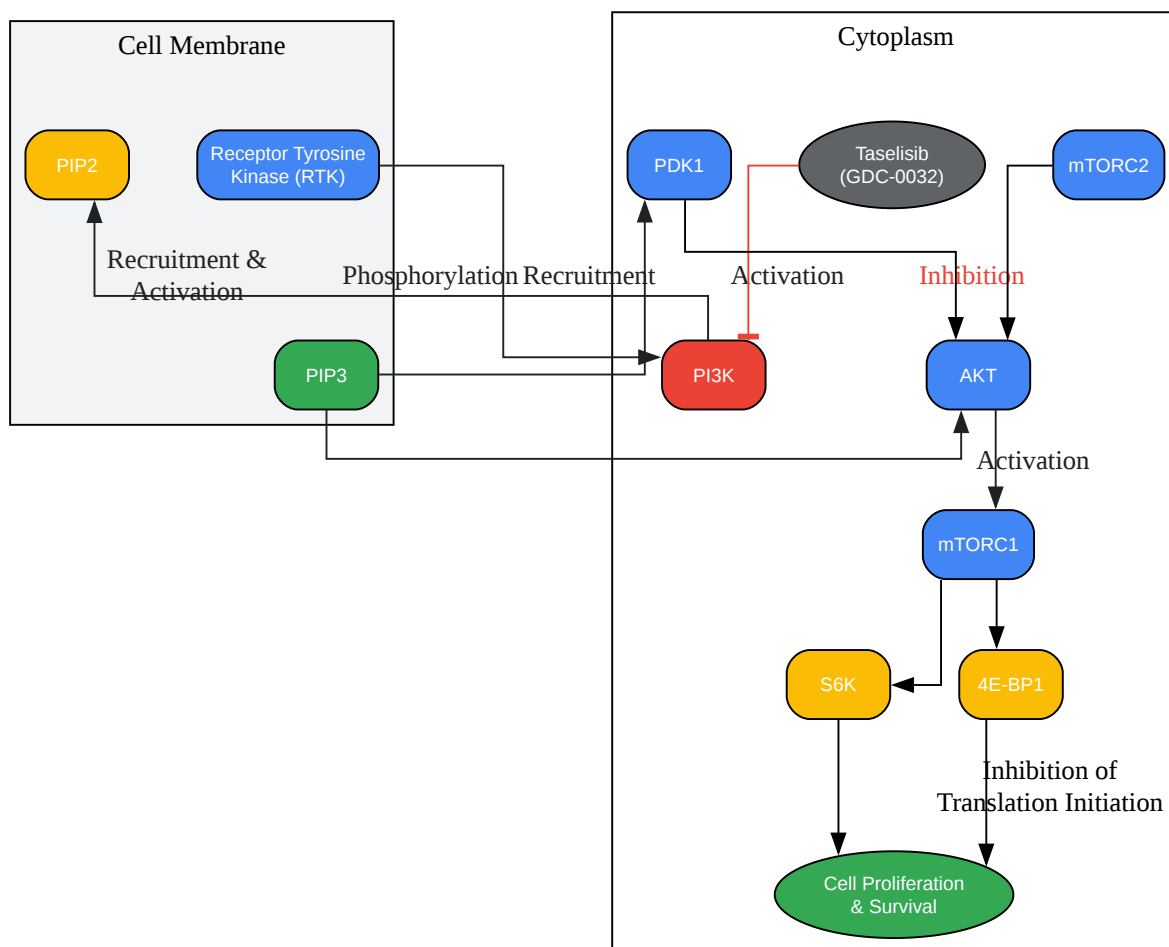 Cell Membrane
Cytoplasm
PIP2
Receptor Tyrosine
Kinase (RTK)
PDK1
Taselisib
(GDC-0032)
mTORC2
Recruitment &
Activation
Phosphorylation
Recruitment
Activation
Inhibition
PIP3
PI3K
AKT
Activation
mTORC1
S6K
4E-BP1
Inhibition of
Translation Initiation
Cell Proliferation
& Survival